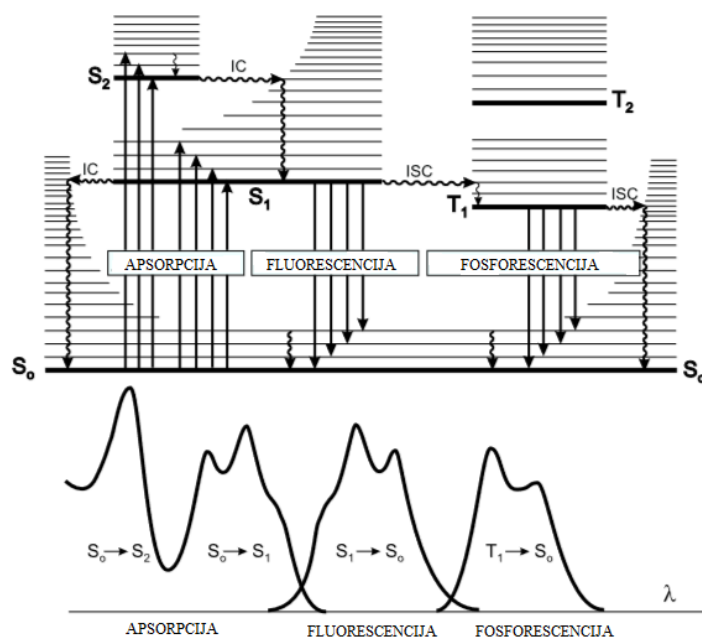 S₂
IC
T₂
IC
S₁
ISC
T₁
ISC
APSORPCIJA
FLUORESCENCIJA
FOSFORESCENCIJA
Sₒ
Sₒ
Sₒ→S₂
Sₒ→S₁
S₁→Sₒ
T₁→Sₒ
λ
APSORPCIJA
FLUORESCENCIJA
FOSFORESCENCIJA